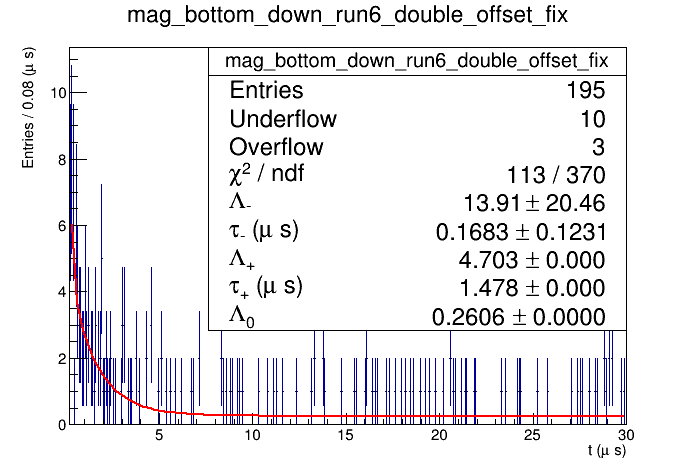 mag_bottom_down_run6_double_offset_fix
Entries / 0.08 (μ s)
mag_bottom_down_run6_double_offset_fix
Entries 195
Underflow 10
Overflow 3
χ² / ndf 113 / 370
Λ₋ 13.91 ± 20.46
τ₋ (μ s) 0.1683 ± 0.1231
Λ₊ 4.703 ± 0.000
τ₊ (μ s) 1.478 ± 0.000
Λ₀ 0.2606 ± 0.0000
10
8
6
4
2
0
5 10 15 20 25 30
t (μ s)